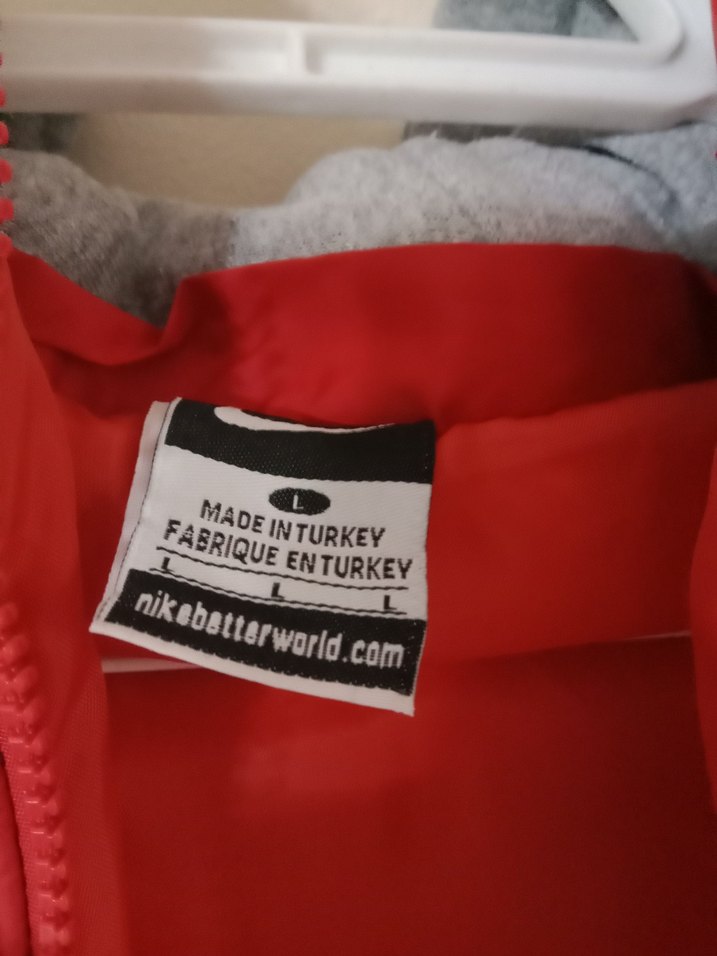 L
MADE IN TURKEY
FABRIQUE EN TURKEY
L L L
nikebetterworld.com